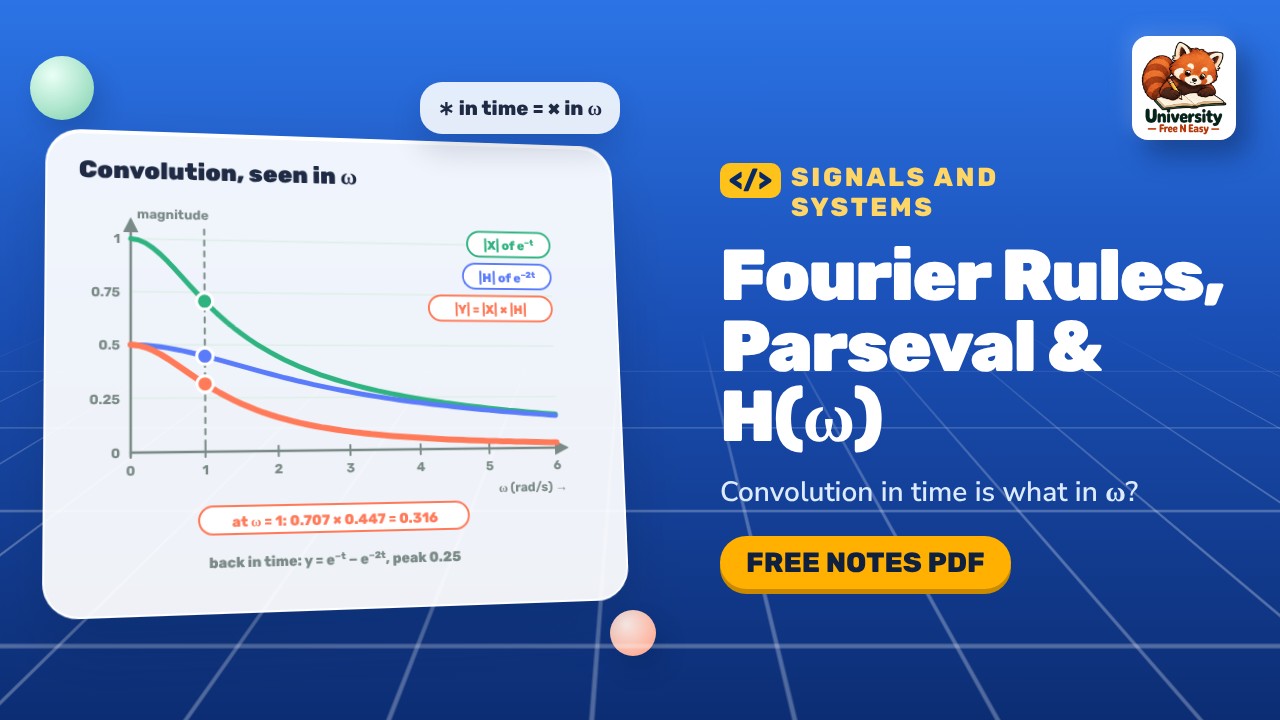 ∗ in time = × in ω
Convolution, seen in ω
magnitude
1
0.75
0.5
0.25
0
0
1
2
3
4
5
6
ω (rad/s) →
|X| of e⁻ᵗ
|H| of e⁻²ᵗ
|Y| = |X| × |H|
at ω = 1: 0.707 × 0.447 = 0.316
back in time: y = e⁻ᵗ − e⁻²ᵗ, peak 0.25
University
Free N Easy
</> SIGNALS AND
SYSTEMS
Fourier Rules,
Parseval &
H(ω)
Convolution in time is what in ω?
FREE NOTES PDF